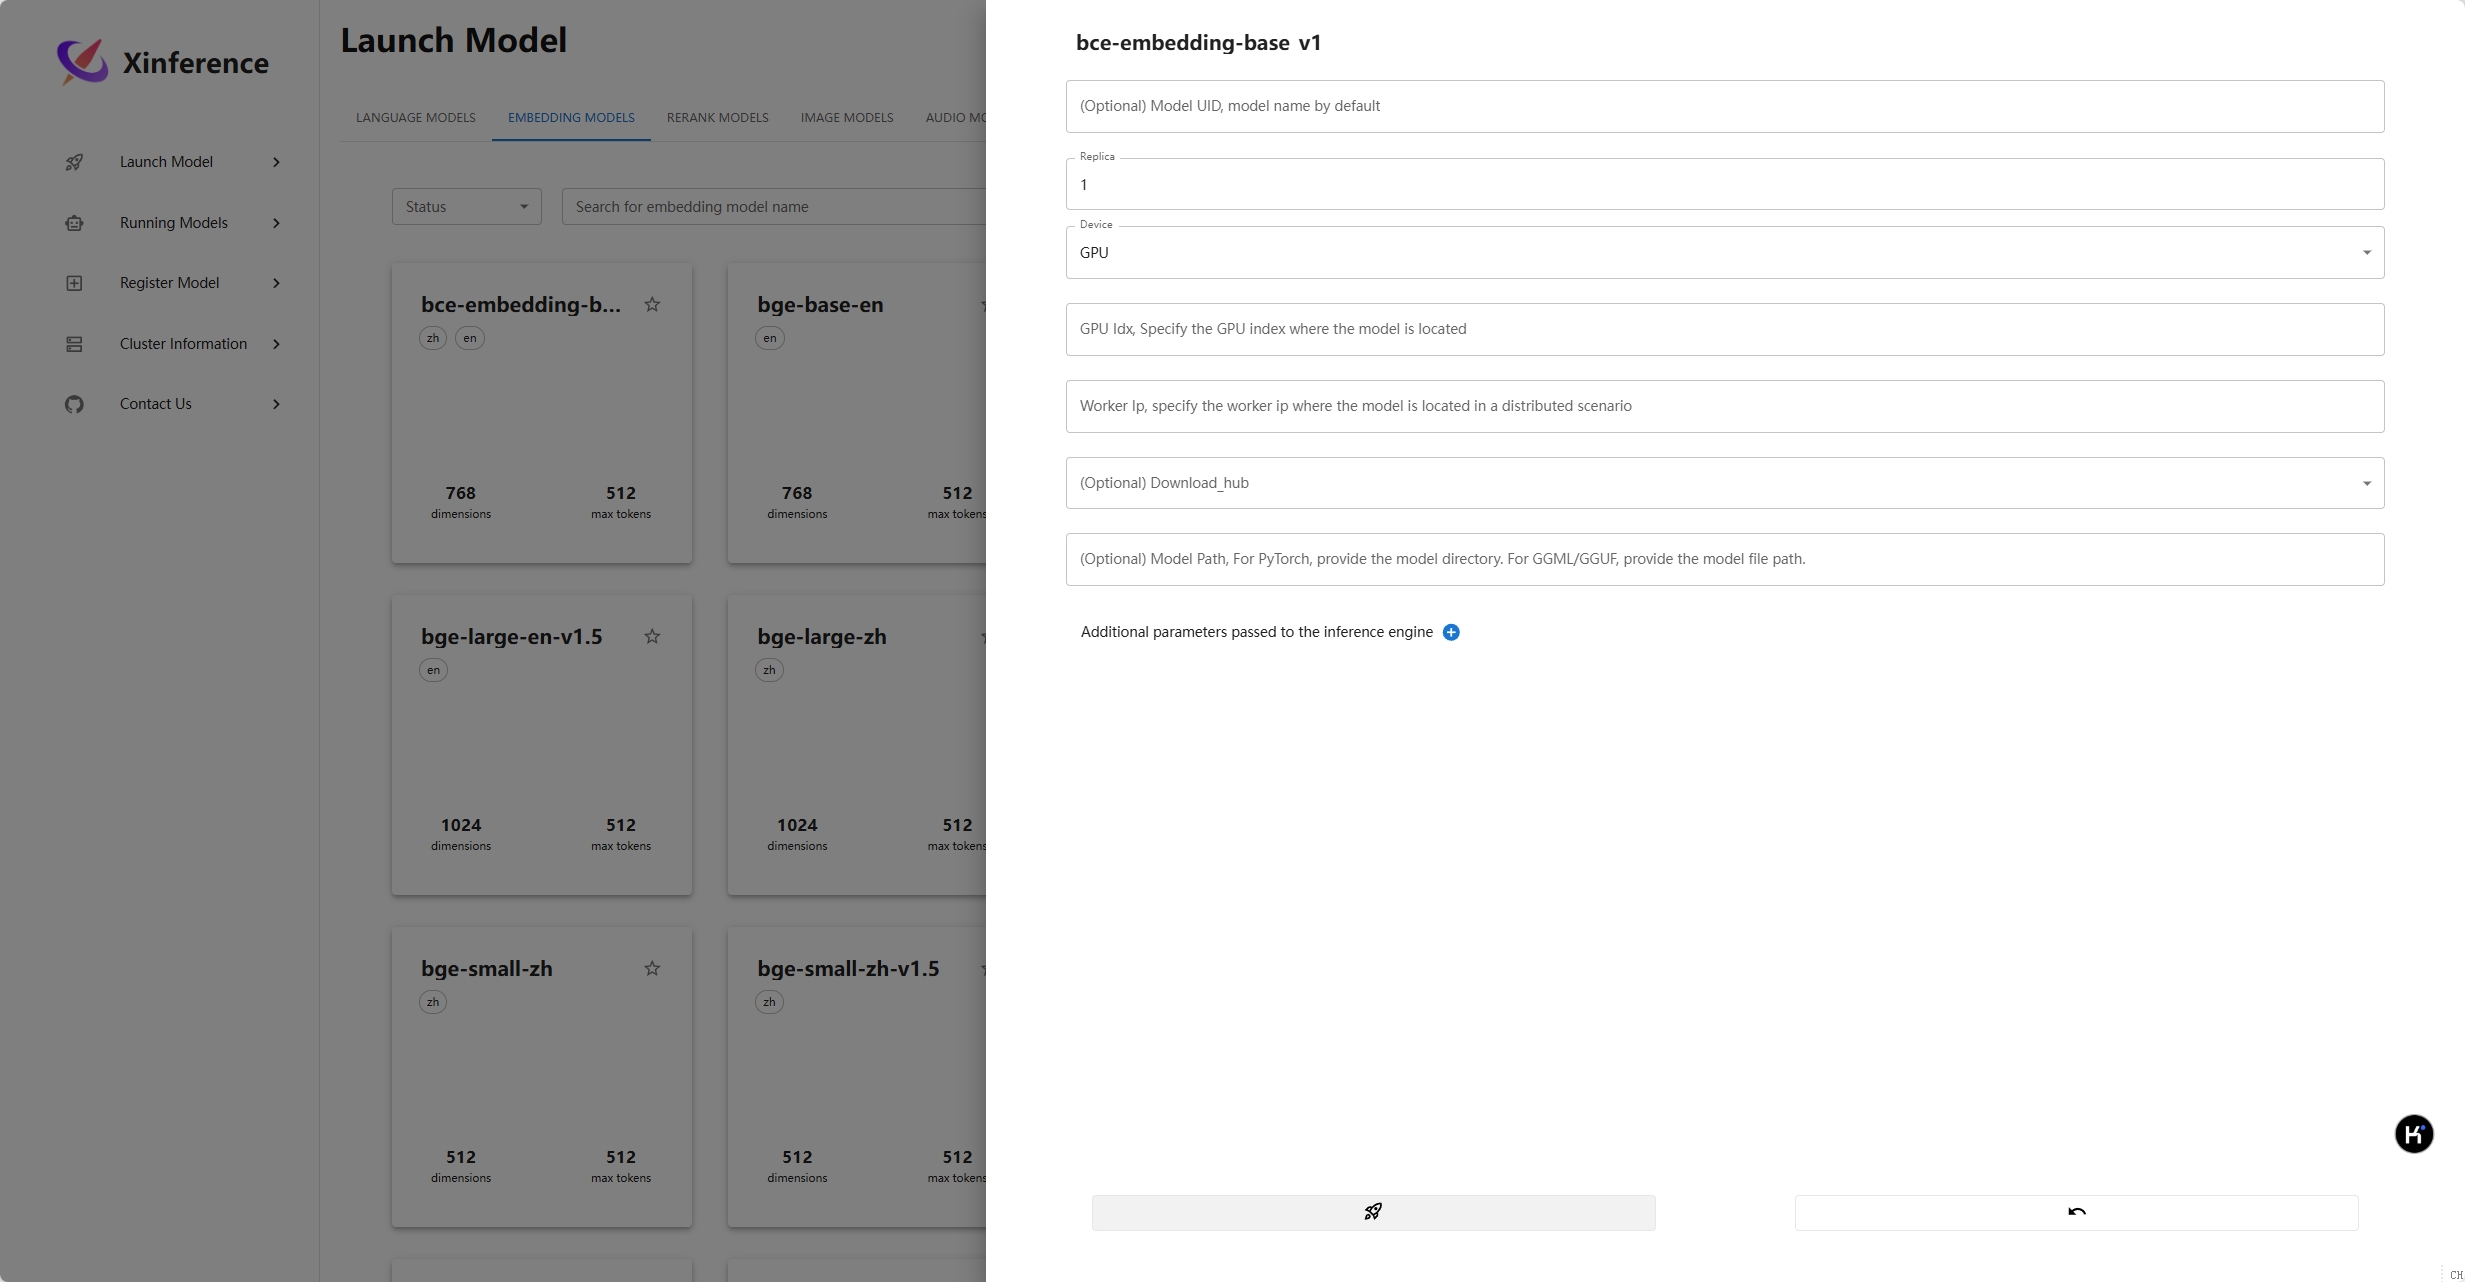 Xinference
Launch Model
Running Models
Register Model
Cluster Information
Contact Us
Launch Model
LANGUAGE MODELS
EMBEDDING MODELS
RERANK MODELS
IMAGE MODELS
AUDIO MO
Status
Search for embedding model name
bce-embedding-b...
zh
en
768
dimensions
512
max tokens
bge-base-en
en
768
dimensions
512
max tokens
bge-large-en-v1.5
en
1024
dimensions
512
max tokens
bge-large-zh
zh
1024
dimensions
512
max tokens
bge-small-zh
zh
512
dimensions
512
max tokens
bge-small-zh-v1.5
zh
512
dimensions
512
max tokens
bce-embedding-base v1
(Optional) Model UID, model name by default
Replica
1
Device
GPU
GPU Idx, Specify the GPU index where the model is located
Worker Ip, specify the worker ip where the model is located in a distributed scenario
(Optional) Download_hub
(Optional) Model Path, For PyTorch, provide the model directory. For GGML/GGUF, provide the model file path.
Additional parameters passed to the inference engine
K
CH